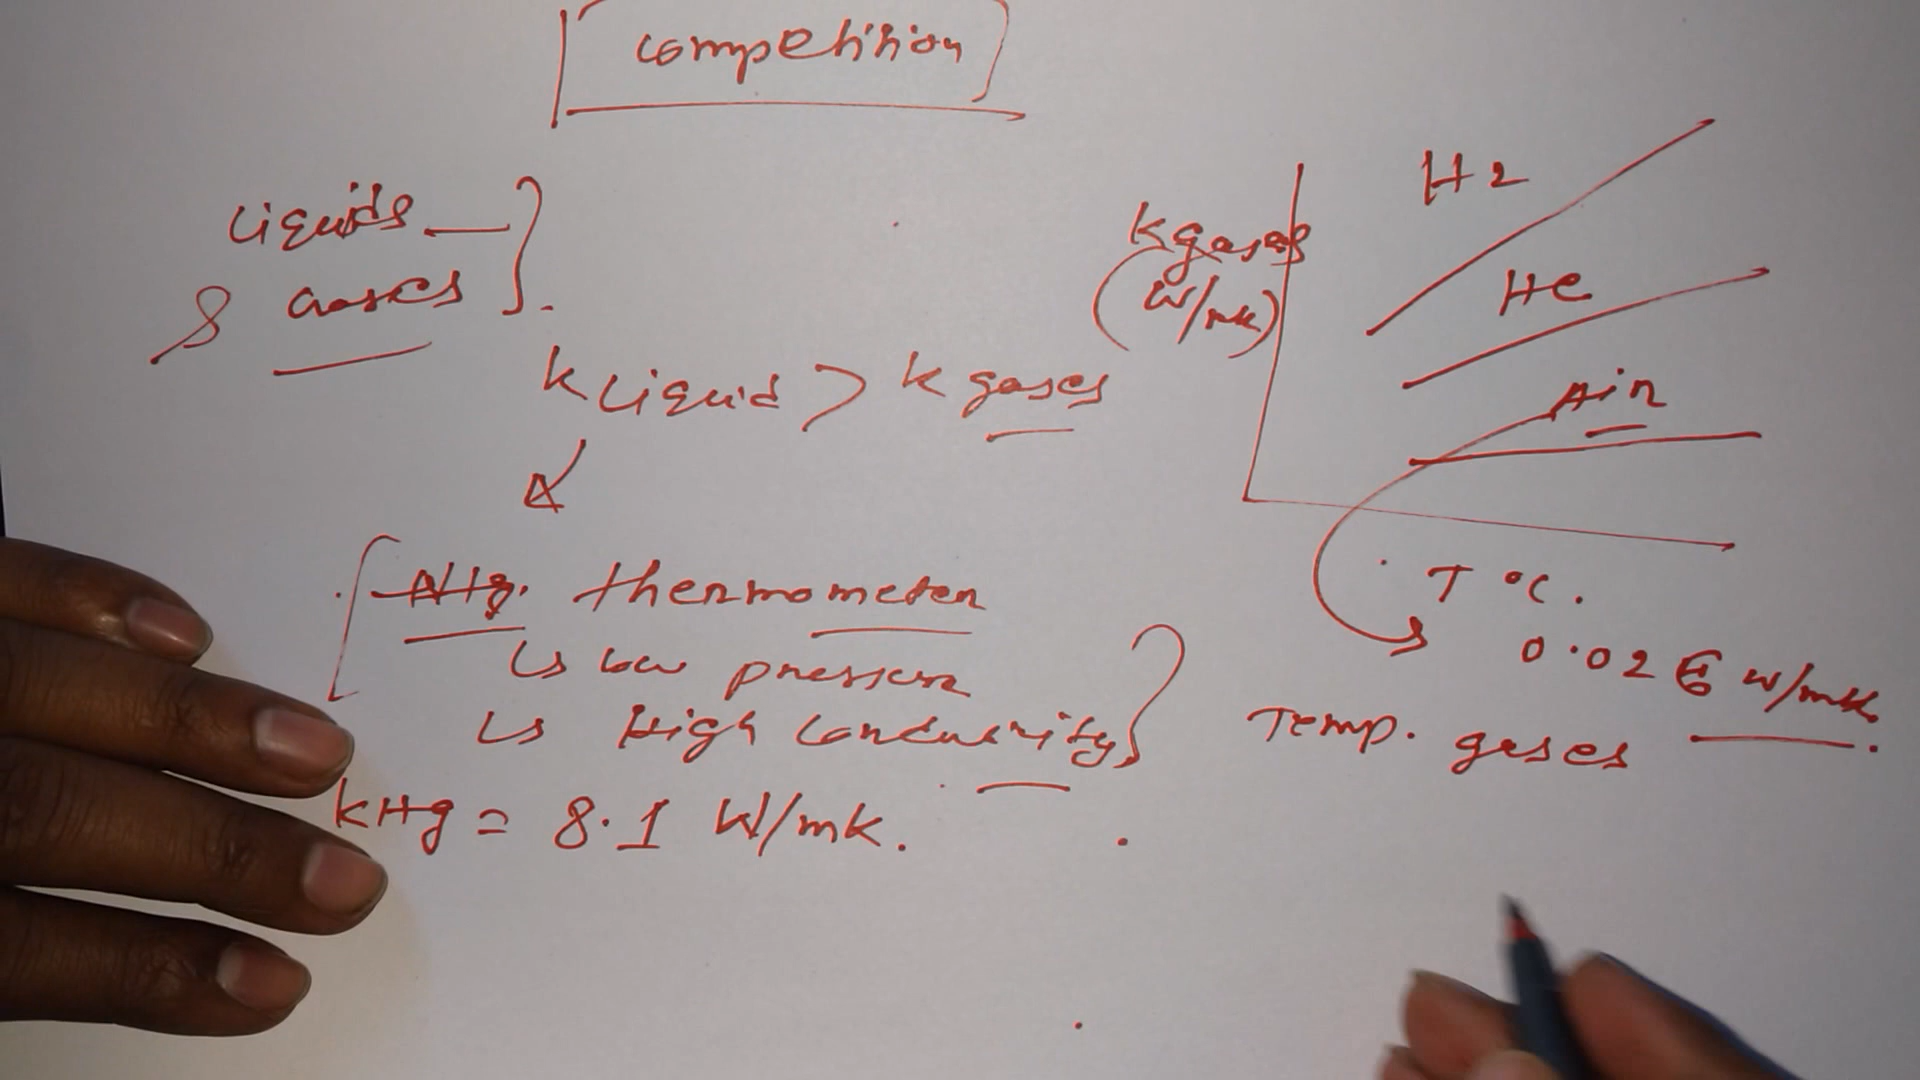 competition
Liquids
& Gases
k Liquid > k gases
Hg. thermometer
↳ low pressure
↳ High Conductivity
kHg = 8.1 W/mk.
k gases
(W/mk)
H2
He
Air
T °C.
0.026 W/mk.
Temp. gases